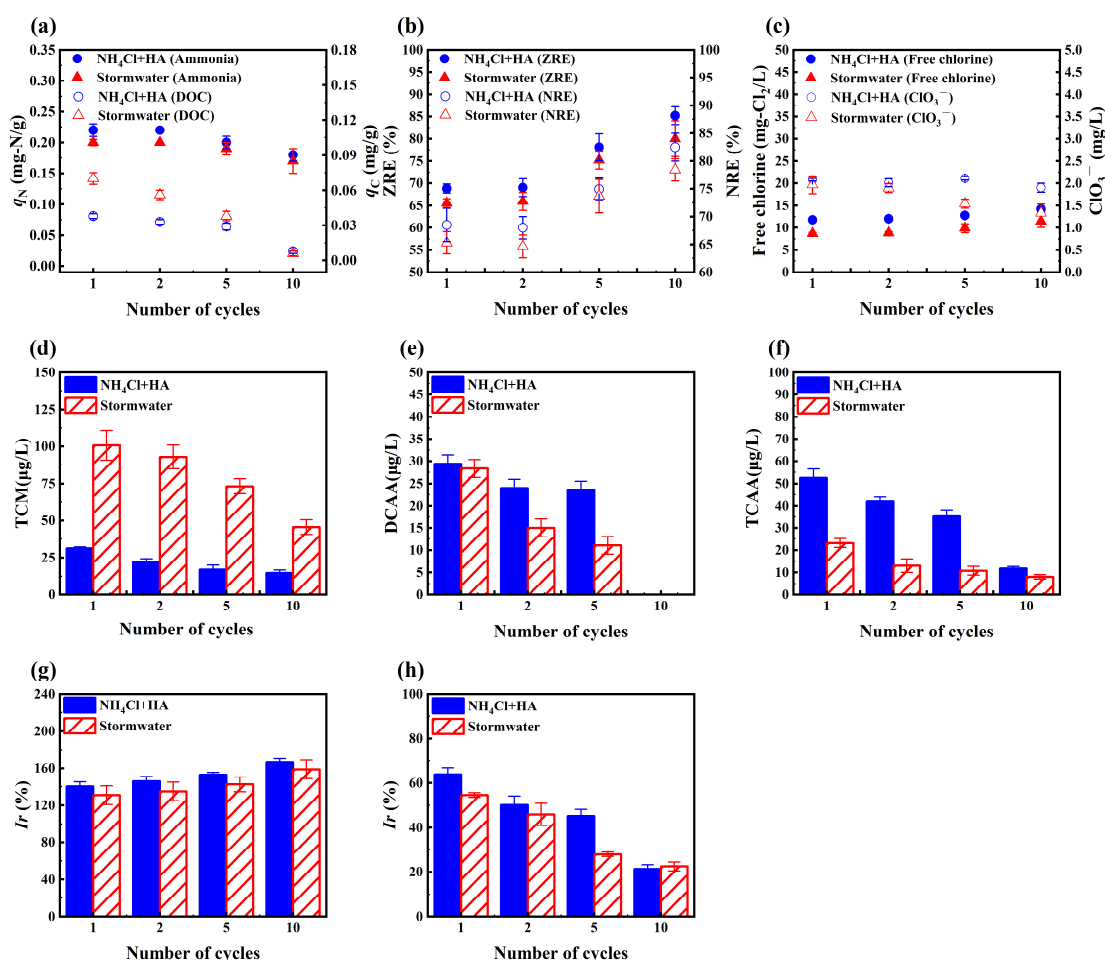 (a)
NH₄Cl+HA (Ammonia)
Stormwater (Ammonia)
NH₄Cl+HA (DOC)
Stormwater (DOC)
0.35
0.30
0.25
0.20
0.15
0.10
0.05
0.00
qN (mg-N/g)
0.18
0.15
0.12
0.09
0.06
0.03
0.00
qC (mg/g)
1 2 5 10
Number of cycles
(b)
NH₄Cl+HA (ZRE)
Stormwater (ZRE)
NH₄Cl+HA (NRE)
Stormwater (NRE)
100
95
90
85
80
75
70
65
60
55
50
ZRE (%)
100
95
90
85
80
75
70
65
60
NRE (%)
1 2 5 10
Number of cycles
(c)
NH₄Cl+HA (Free chlorine)
Stormwater (Free chlorine)
NH₄Cl+HA (ClO₃⁻)
Stormwater (ClO₃⁻)
50
40
30
20
10
0
Free chlorine (mg-Cl₂/L)
5.0
4.5
4.0
3.5
3.0
2.5
2.0
1.5
1.0
0.5
0.0
ClO₃⁻ (mg/L)
1 2 5 10
Number of cycles
(d)
NH₄Cl+HA
Stormwater
150
125
100
75
50
25
0
TCM(μg/L)
1 2 5 10
Number of cycles
(e)
NH₄Cl+HA
Stormwater
50
45
40
35
30
25
20
15
10
5
0
DCAA(μg/L)
1 2 5 10
Number of cycles
(f)
NH₄Cl+HA
Stormwater
100
90
80
70
60
50
40
30
20
10
0
TCAA(μg/L)
1 2 5 10
Number of cycles
(g)
NH₄Cl+HA
Stormwater
240
200
160
120
80
40
0
Ir (%)
1 2 5 10
Number of cycles
(h)
NH₄Cl+HA
Stormwater
100
80
60
40
20
0
Ir (%)
1 2 5 10
Number of cycles